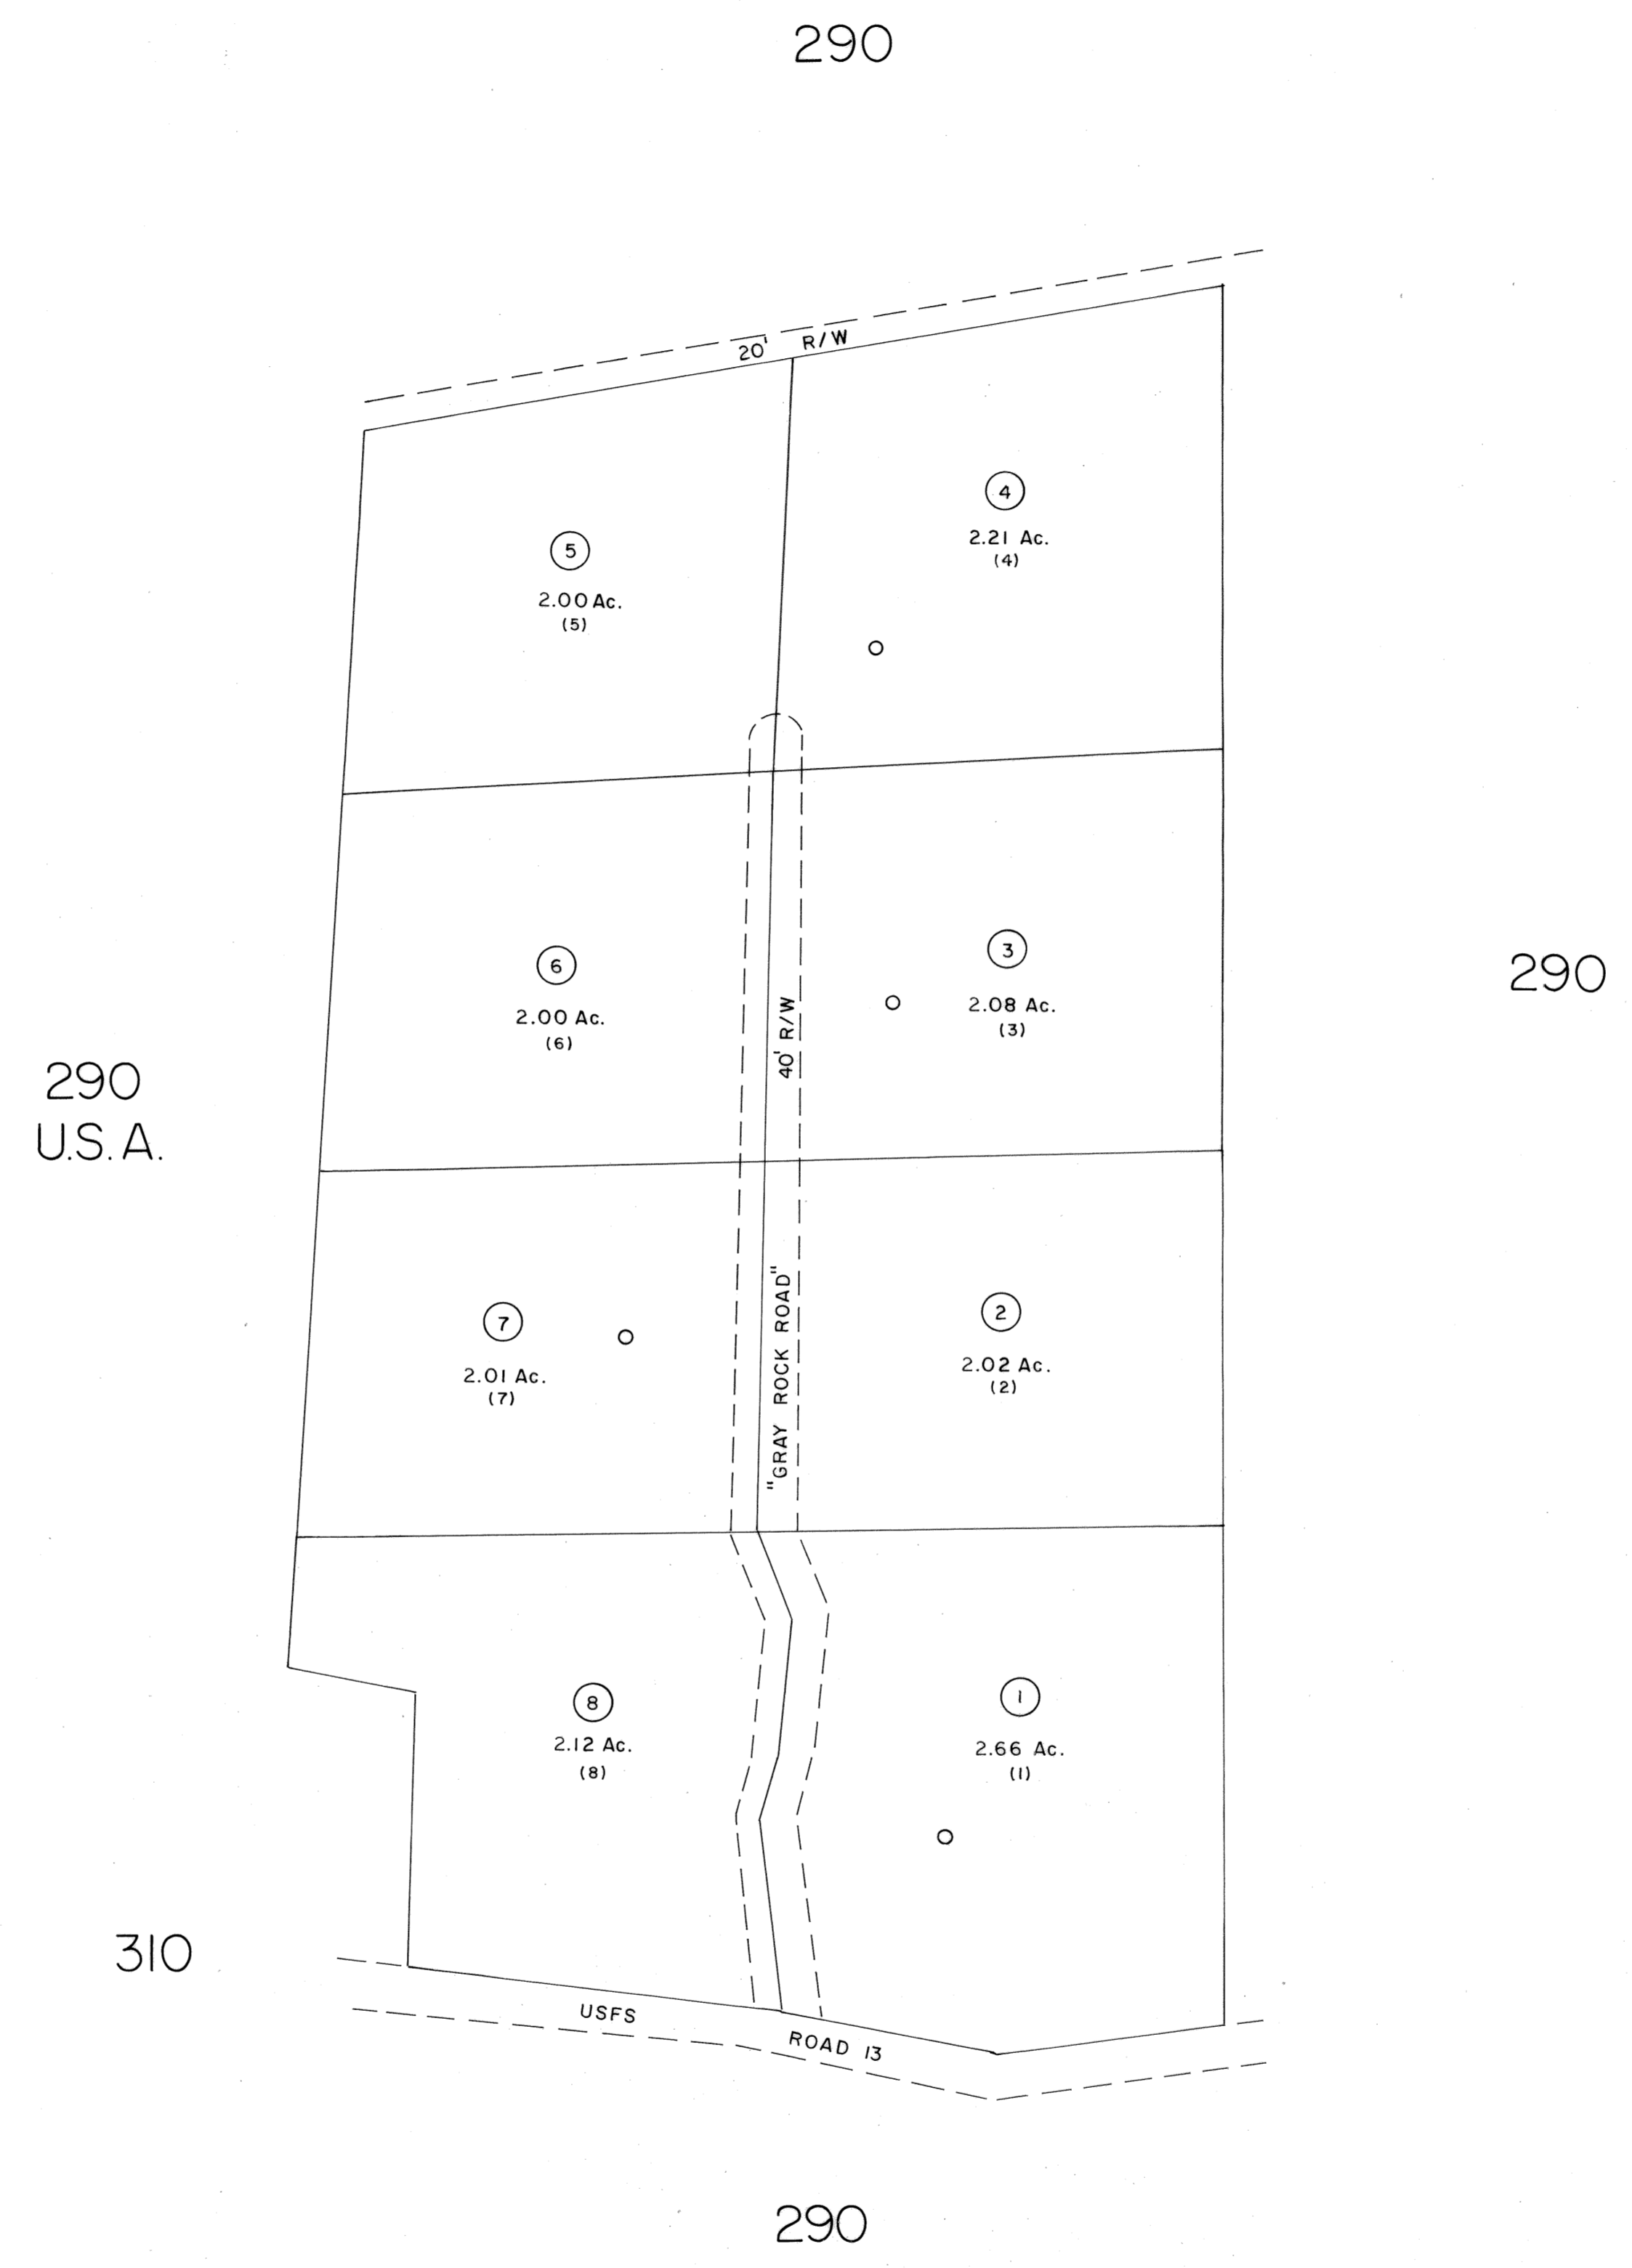 290
20' R/W
4
2.21 Ac.
(4)
5
2.00 Ac.
(5)
3
2.08 Ac.
(3)
6
2.00 Ac.
(6)
40' R/W
290
290
U.S.A.
"GRAY ROCK ROAD"
2
2.02 Ac.
(2)
7
2.01 Ac.
(7)
1
2.66 Ac.
(1)
8
2.12 Ac.
(8)
310
USFS ROAD 13
290